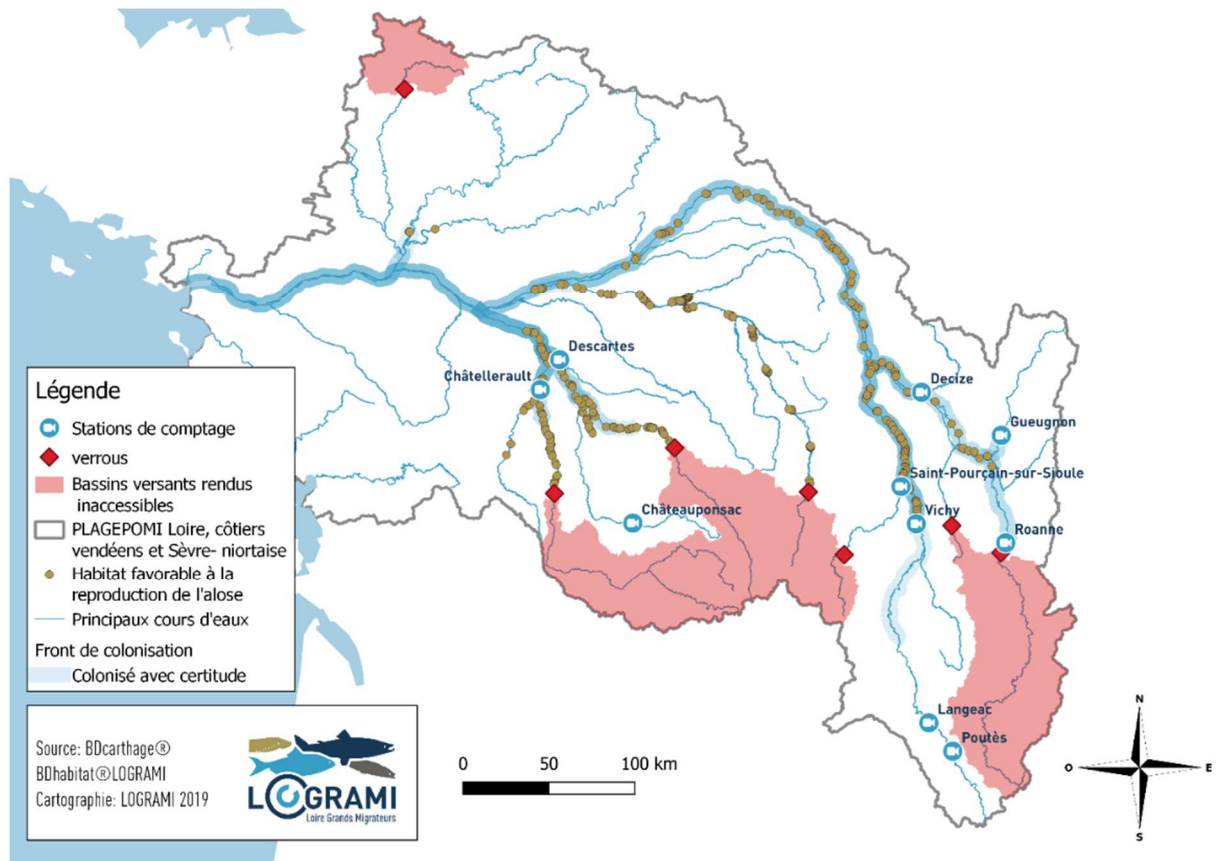 Descartes
Châtellerault
Decize
Gueugnon
Saint-Pourçain-sur-Sioule
Châteauponsac
Vichy
Roanne
Langeac
Poutès
Légende
Stations de comptage
verrous
Bassins versants rendus
inaccessibles
PLAGEPOMI Loire, côtiers
vendéens et Sèvre- niortaise
Habitat favorable à la
reproduction de l'alose
Principaux cours d'eaux
Front de colonisation
Colonisé avec certitude
Source: BDcarthage®
BDhabitat®LOGRAMI
Cartographie: LOGRAMI 2019
LOGRAMI
Loire Grands Migrateurs
0 50 100 km
N
O E
S